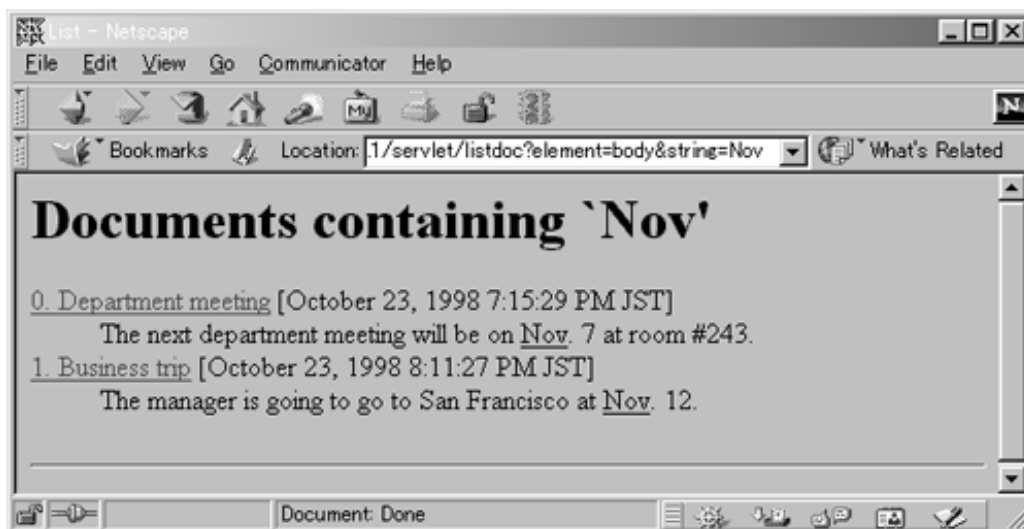 List - Netscape
File Edit View Go Communicator Help
My
N
Bookmarks Location: .1/servlet/listdoc?element=body&string=Nov What's Related
Documents containing `Nov'
0. Department meeting [October 23, 1998 7:15:29 PM JST]
The next department meeting will be on Nov. 7 at room #243.
1. Business trip [October 23, 1998 8:11:27 PM JST]
The manager is going to go to San Francisco at Nov. 12.
Document: Done